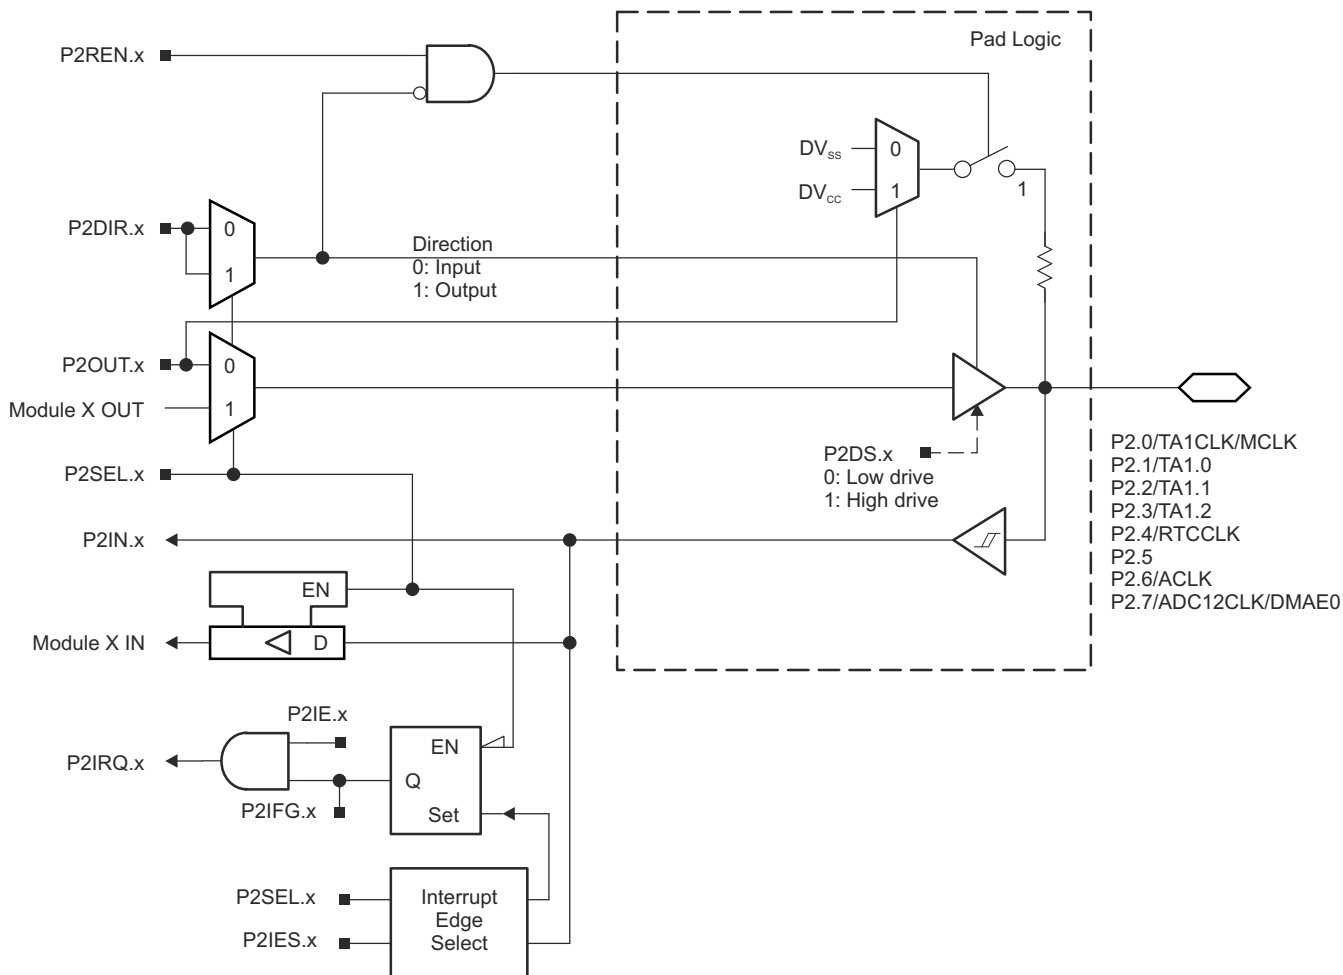 Pad Logic
P2REN.x
DVSS
0
DVCC
1
1
P2DIR.x
0
1
Direction
0: Input
1: Output
P2OUT.x
0
Module X OUT
1
P2DS.x
0: Low drive
1: High drive
P2SEL.x
P2.0/TA1CLK/MCLK
P2.1/TA1.0
P2.2/TA1.1
P2.3/TA1.2
P2.4/RTCCLK
P2.5
P2.6/ACLK
P2.7/ADC12CLK/DMAE0
P2IN.x
EN
Module X IN
D
P2IE.x
P2IRQ.x
EN
Q
P2IFG.x
Set
P2SEL.x
P2IES.x
Interrupt
Edge
Select